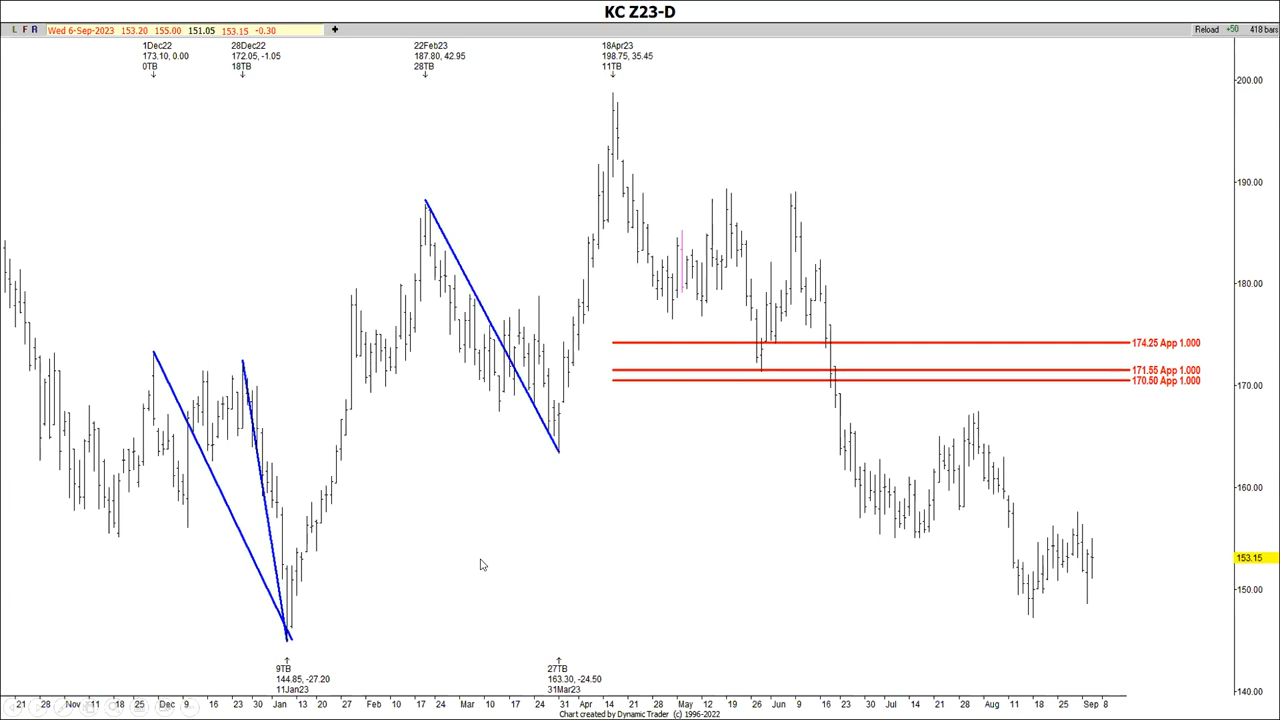 KC Z23-D
L F A Wed 6-Sep-2023 153.20 155.00 151.05 153.15 -0.30 + Reload +50 418 bars
1Dec22 28Dec22 22Feb23 18Apr23
173.10, 0.00 172.05, -1.05 187.80, 42.95 198.75, 35.45
0TB 18TB 28TB 11TB
200.00
190.00
180.00
174.25 App 1.000
171.55 App 1.000
170.50 App 1.000
170.00
160.00
153.15
150.00
9TB 27TB
144.85, -27.20 163.30, -24.50
11Jan23 31Mar23
140.00
21 Nov 11 18 Dec 9 16 23 30 Jan 13 20 Feb 10 17 24 Mar 10 17 24 31 Apr 14 21 28 May 12 19 Jun 9 16 23 Jul 14 21 28 Aug 11 18 25 Sep 8
Chart created by Dynamic Trader (c) 1996-2022